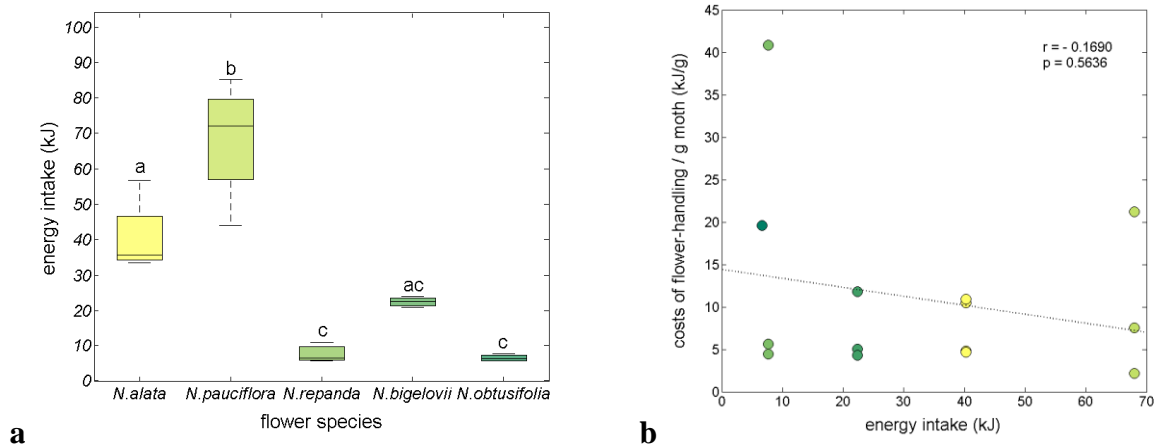 100
90
80
70
60
50
40
30
20
10
0
energy intake (kJ)
a
b
c
ac
c
N.alata N.pauciflora N.repanda N.bigelovii N.obtusifolia
flower species
a
45
40
35
30
25
20
15
10
5
0
costs of flower-handling / g moth (kJ/g)
r = - 0.1690
p = 0.5636
0 10 20 30 40 50 60 70
energy intake (kJ)
b